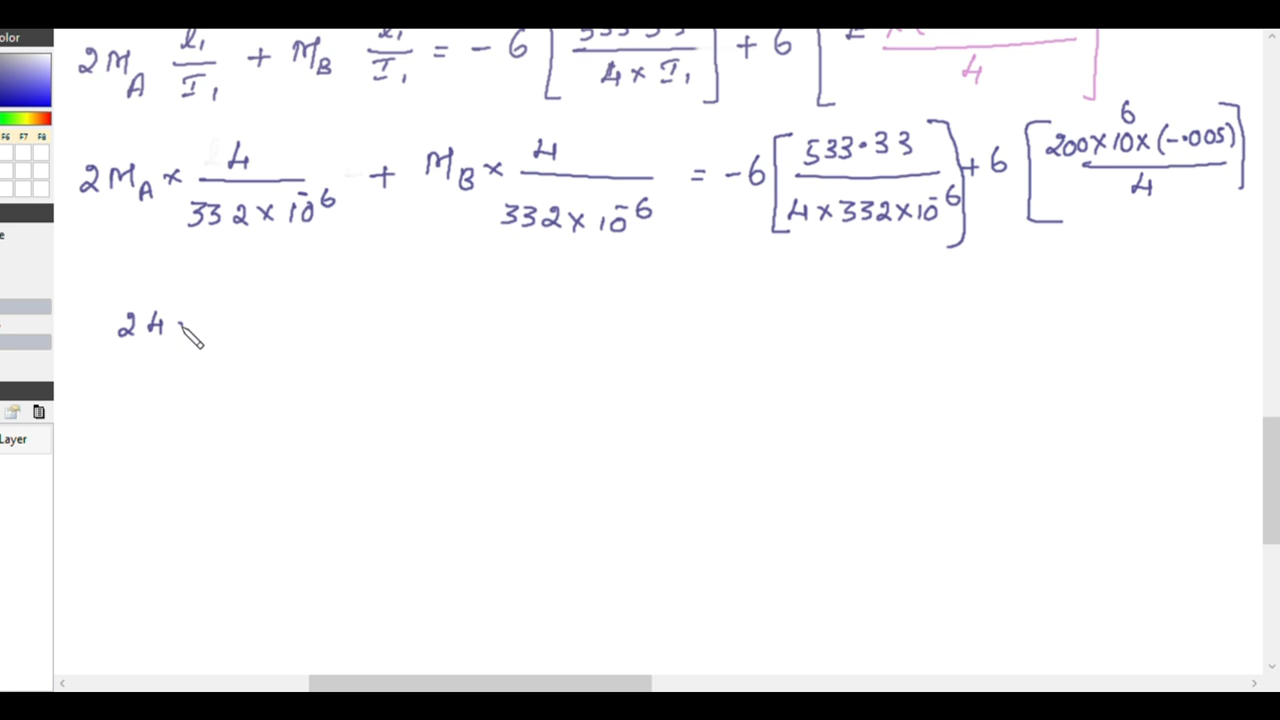 olor
2M_A l₁/I₁ + M_B l₁/I₁ = -6 [533.33 / 4×I₁] + 6 [ / 4]
F6 F7 F8
2M_A × 4/(332×10⁻⁶) + M_B × 4/(332×10⁻⁶) = -6 [533.33/(4×332×10⁻⁶)] + 6 [200×10⁶×(-.005)/4]
e
24
Layer